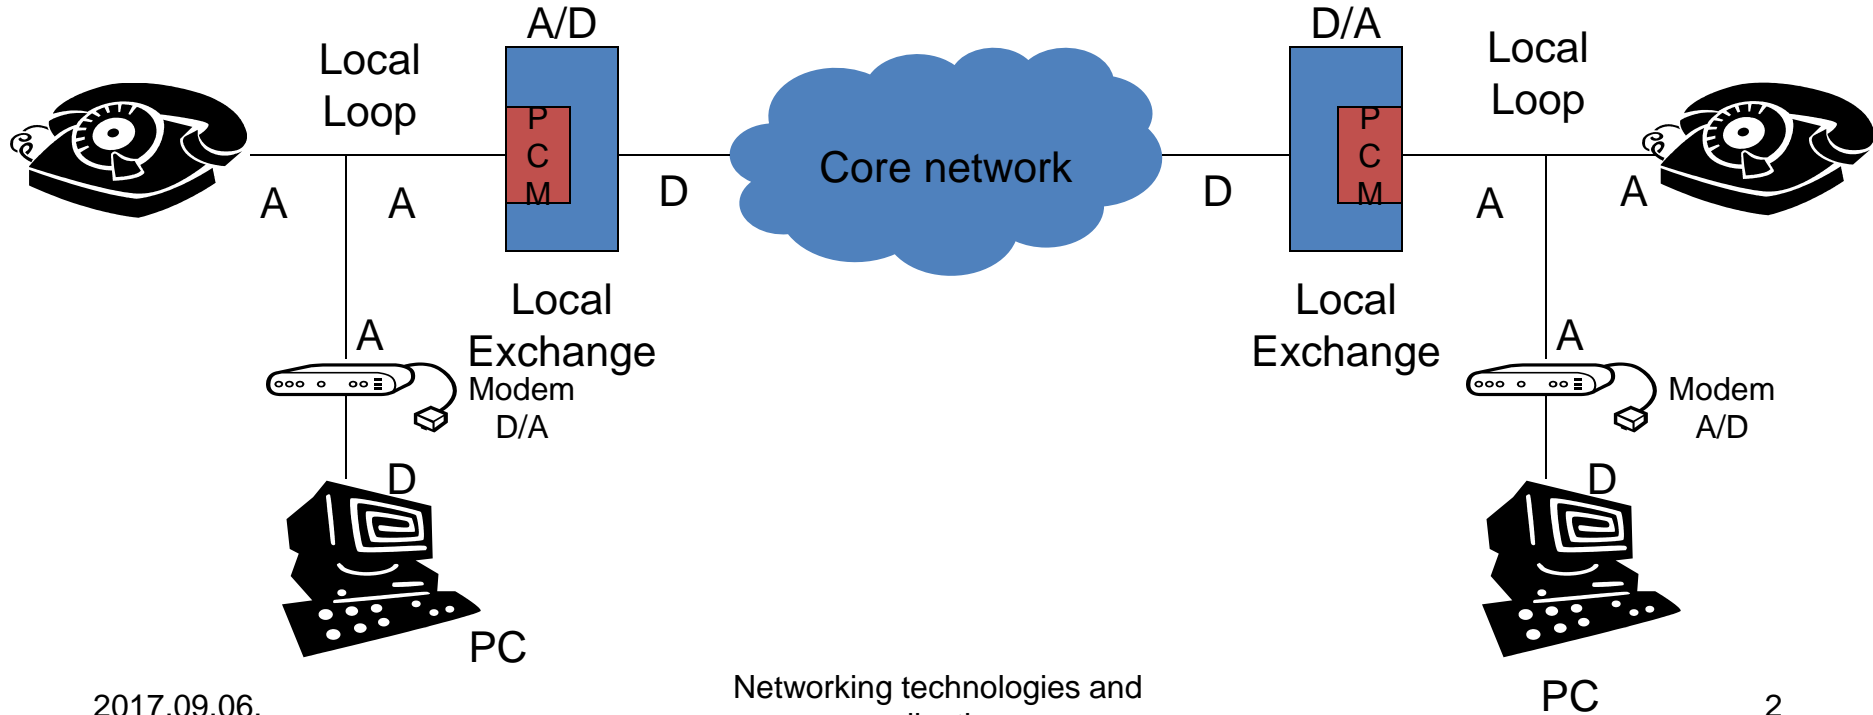 A/D
D/A
Local
Loop
Local
Loop
P
C
M
P
C
M
Core network
A
A
D
D
A
A
Local
Exchange
Local
Exchange
A
Modem
D/A
A
Modem
A/D
D
D
PC
PC
2017.09.06.
Networking technologies and
2